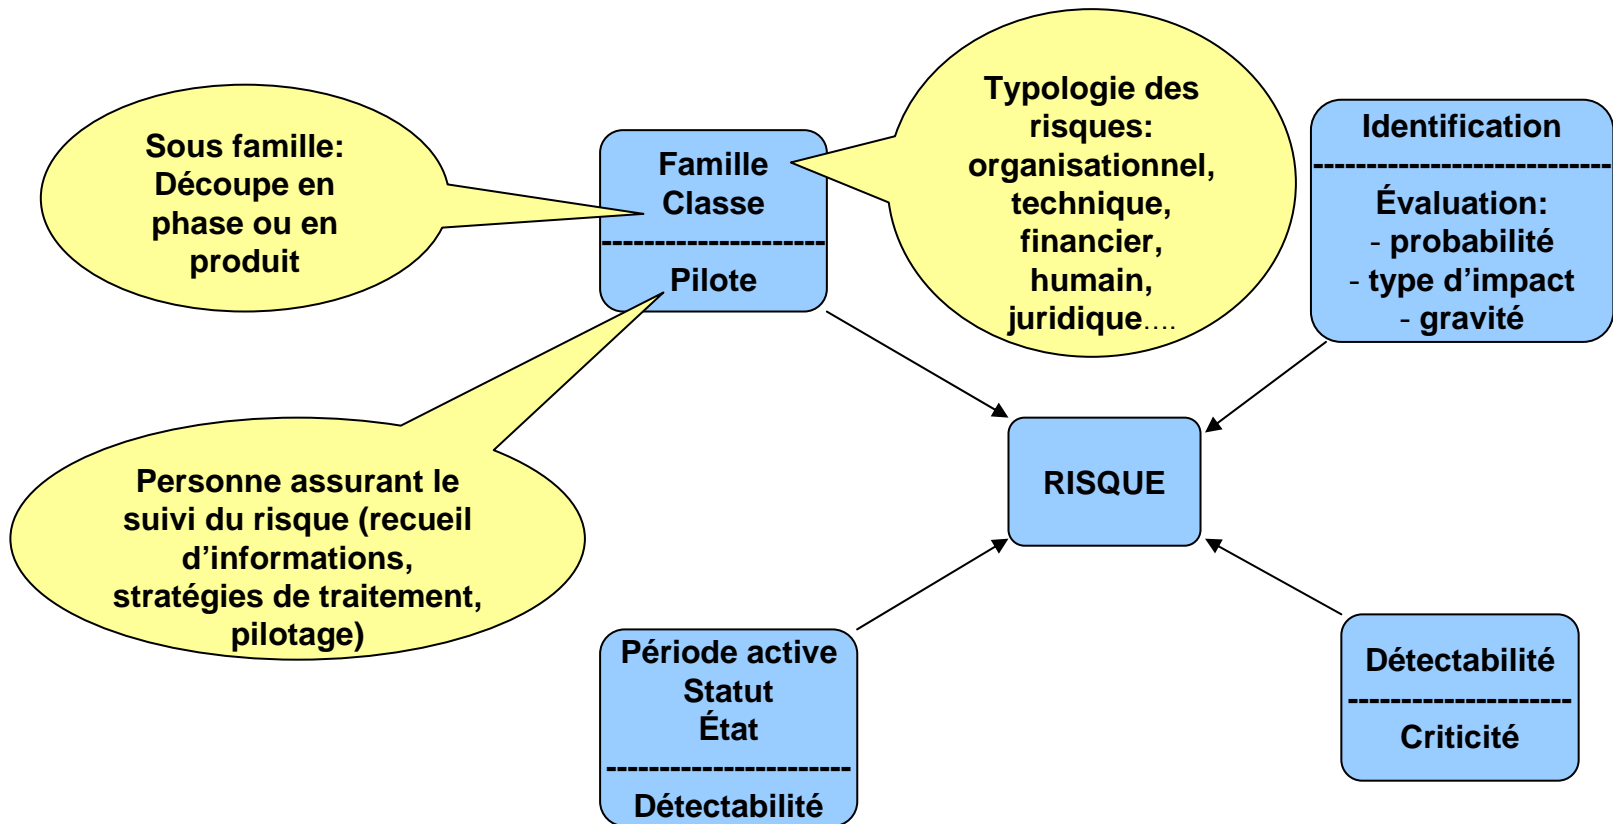 Sous famille:
Découpe en
phase ou en
produit
Famille
Classe
---------------------
Pilote
Typologie des
risques:
organisationnel,
technique,
financier,
humain,
juridique....
Identification
----------------------------
Évaluation:
- probabilité
- type d’impact
- gravité
Personne assurant le
suivi du risque (recueil
d’informations,
stratégies de traitement,
pilotage)
RISQUE
Période active
Statut
État
-----------------------
Détectabilité
Détectabilité
---------------------
Criticité